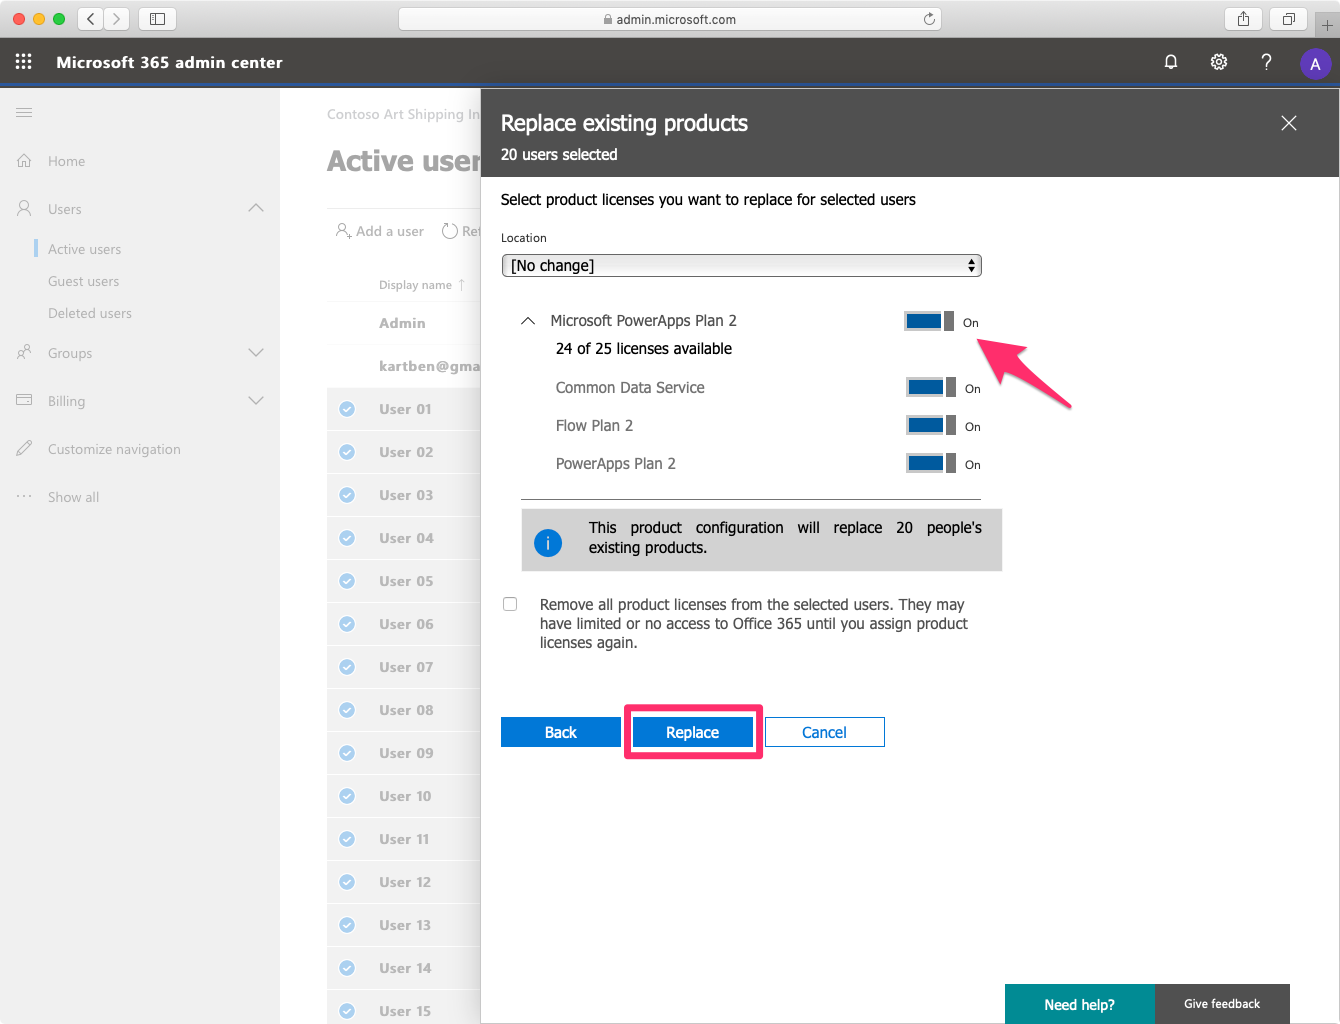 admin.microsoft.com
Microsoft 365 admin center
?
A
Home
Users
Active users
Guest users
Deleted users
Groups
Billing
Customize navigation
Show all
Contoso Art Shipping In
Active user
Add a user
Display name ↑
Admin
kartben@gma
User 01
User 02
User 03
User 04
User 05
User 06
User 07
User 08
User 09
User 10
User 11
User 12
User 13
User 14
User 15
Replace existing products
20 users selected
Select product licenses you want to replace for selected users
Location
[No change]
Microsoft PowerApps Plan 2 On
24 of 25 licenses available
Common Data Service On
Flow Plan 2 On
PowerApps Plan 2 On
This product configuration will replace 20 people's
existing products.
Remove all product licenses from the selected users. They may
have limited or no access to Office 365 until you assign product
licenses again.
Back Replace Cancel
Need help? Give feedback